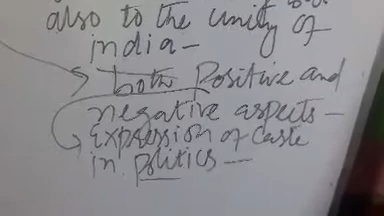 also to the unity of
india-
both Positive and
negative aspects-
Expression of caste
in politics-